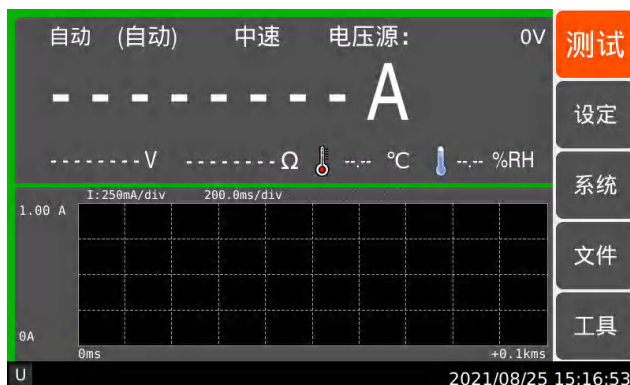 自动 (自动) 中速 电压源: 0V
- - - - - - - - A
--------V ---------Ω --.-- ℃ --.-- %RH
I:250mA/div 200.0ms/div
1.00 A
0A
0ms +0.1kms
测试
设定
系统
文件
工具
U 2021/08/25 15:16:53